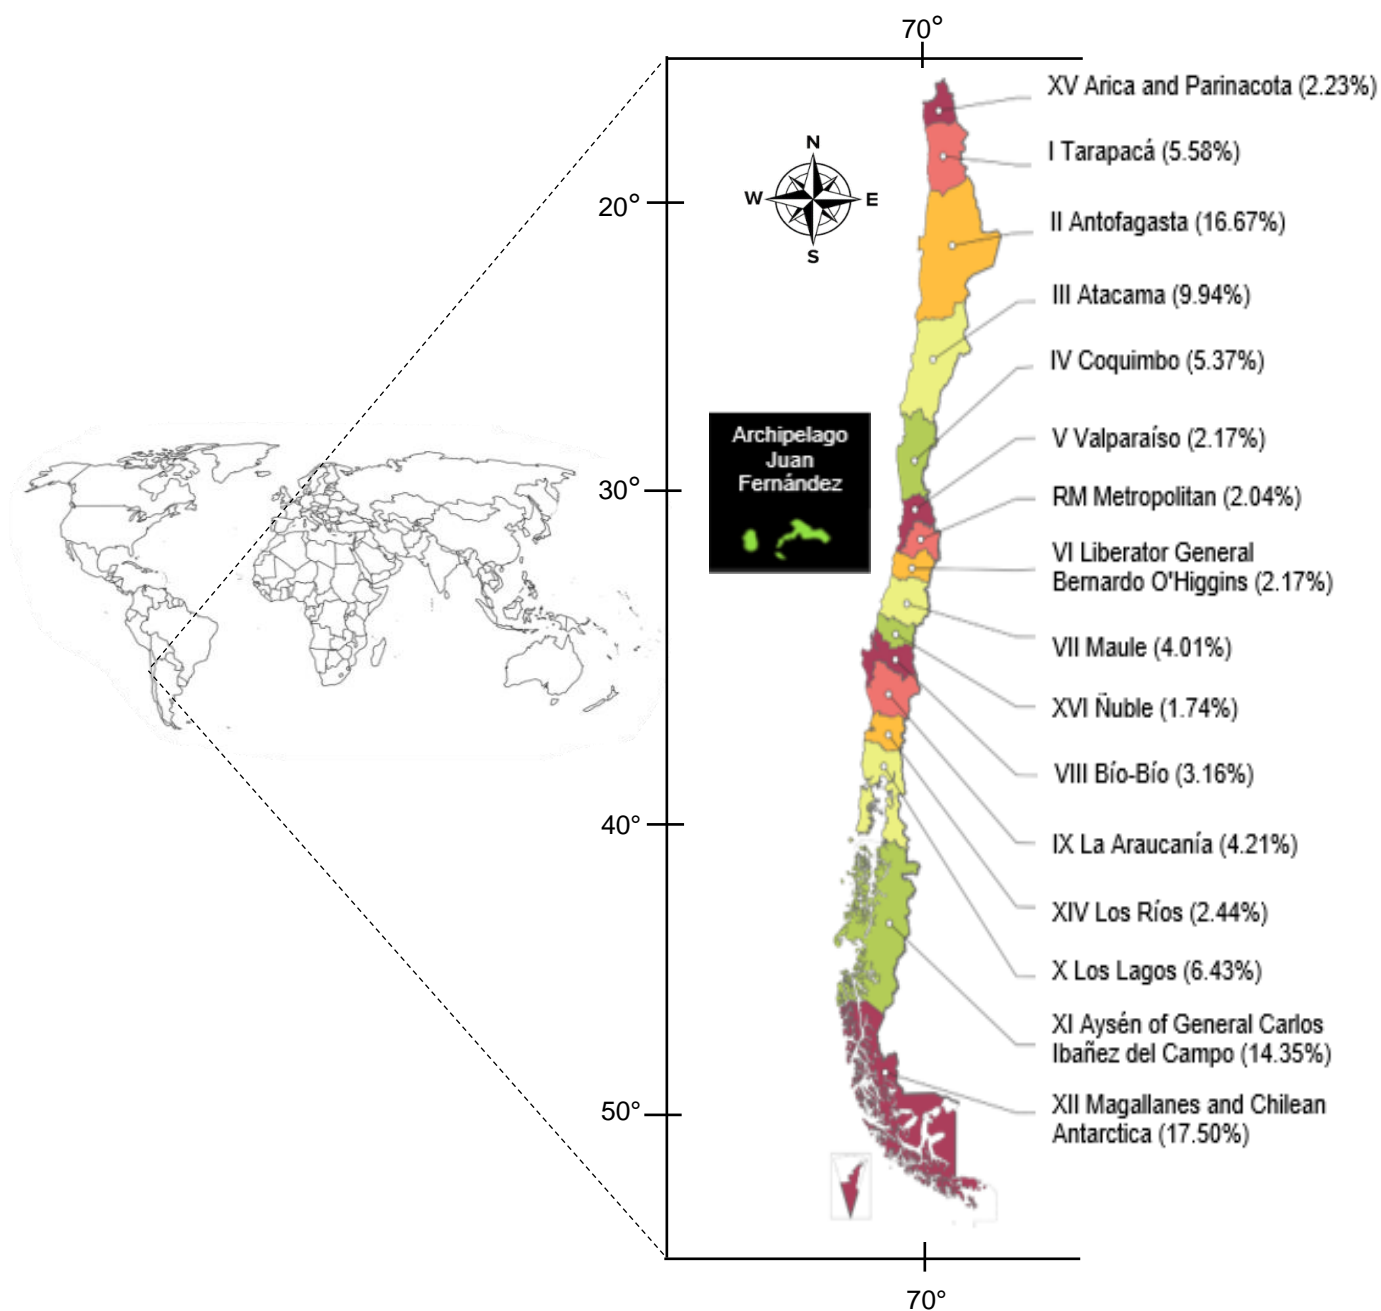 70°
XV Arica and Parinacota (2.23%)
N
I Tarapacá (5.58%)
W
E
20°
II Antofagasta (16.67%)
S
III Atacama (9.94%)
IV Coquimbo (5.37%)
Archipelago
Juan
Fernández
V Valparaíso (2.17%)
30°
RM Metropolitan (2.04%)
VI Liberator General
Bernardo O'Higgins (2.17%)
VII Maule (4.01%)
XVI Ñuble (1.74%)
VIII Bío-Bío (3.16%)
40°
IX La Araucanía (4.21%)
XIV Los Ríos (2.44%)
X Los Lagos (6.43%)
XI Aysén of General Carlos
Ibañez del Campo (14.35%)
50°
XII Magallanes and Chilean
Antarctica (17.50%)
70°